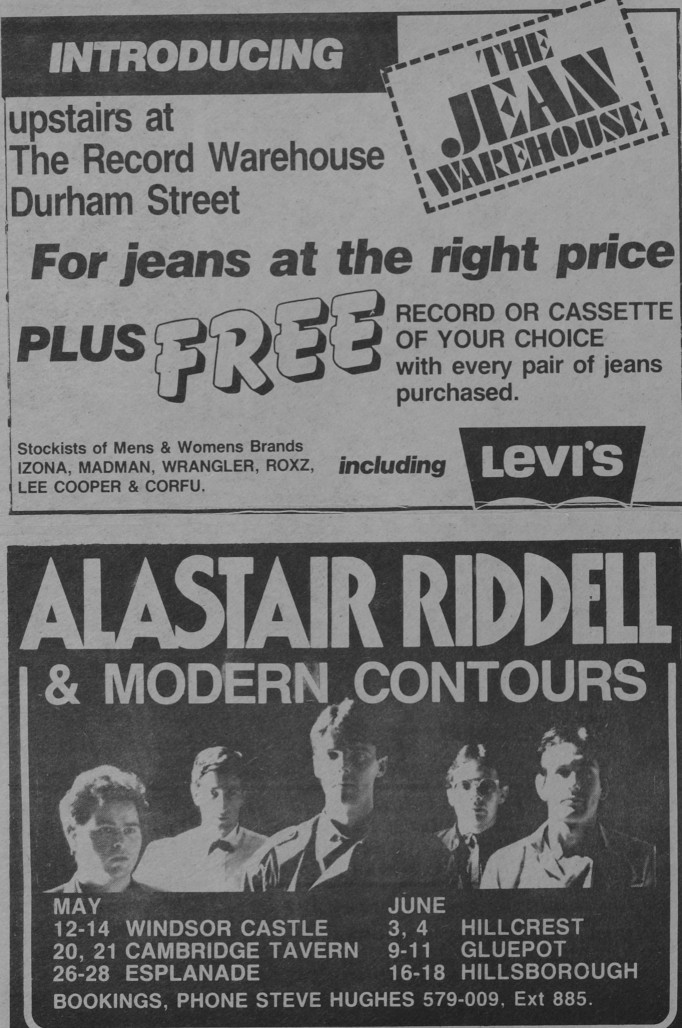 INTRODUCING
THE
JEAN
WAREHOUSE
upstairs at
The Record Warehouse
Durham Street
For jeans at the right price
PLUS FREE
RECORD OR CASSETTE
OF YOUR CHOICE
with every pair of jeans
purchased.
Stockists of Mens & Womens Brands
IZONA, MADMAN, WRANGLER, ROXZ,
LEE COOPER & CORFU.
including
LEVI'S
ALASTAIR RIDDELL
& MODERN CONTOURS
MAY
12-14 WINDSOR CASTLE
20, 21 CAMBRIDGE TAVERN
26-28 ESPLANADE
JUNE
3, 4 HILLCREST
9-11 GLUEPOT
16-18 HILLSBOROUGH
BOOKINGS, PHONE STEVE HUGHES 579-009, Ext 885.